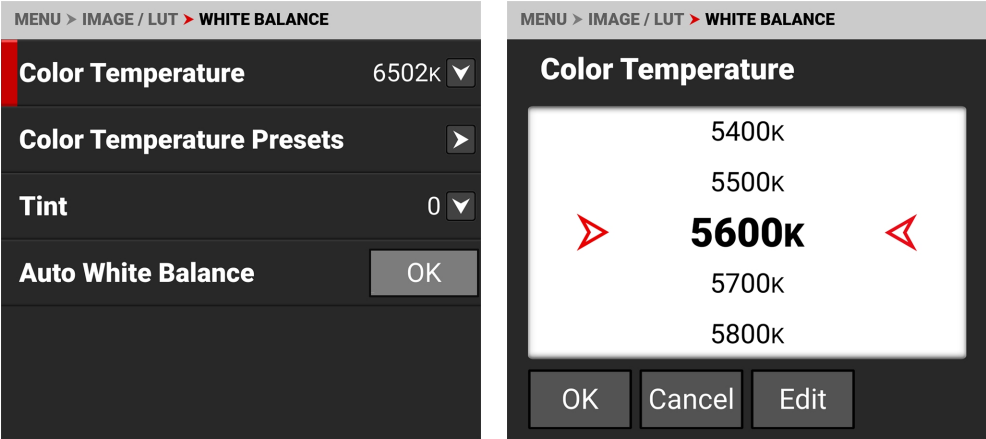 MENU > IMAGE / LUT > WHITE BALANCE
Color Temperature 6502K
Color Temperature Presets
Tint 0
Auto White Balance OK
MENU > IMAGE / LUT > WHITE BALANCE
Color Temperature
5400K
5500K
5600K
5700K
5800K
OK Cancel Edit